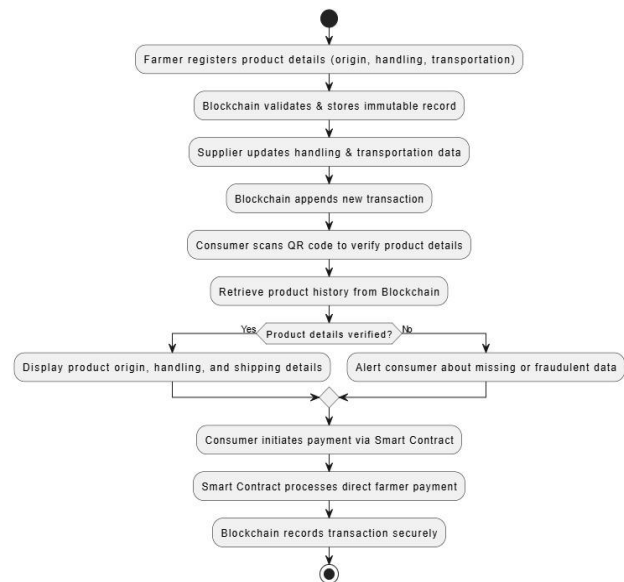 Farmer registers product details (origin, handling, transportation)
Blockchain validates & stores immutable record
Supplier updates handling & transportation data
Blockchain appends new transaction
Consumer scans QR code to verify product details
Retrieve product history from Blockchain
Yes
Product details verified?
No
Display product origin, handling, and shipping details
Alert consumer about missing or fraudulent data
Consumer initiates payment via Smart Contract
Smart Contract processes direct farmer payment
Blockchain records transaction securely